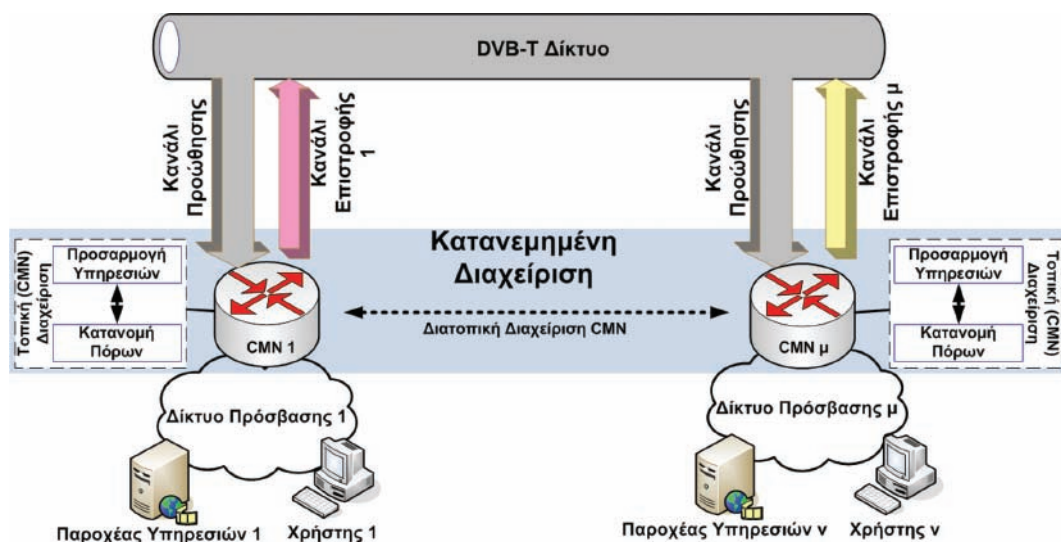 DVB-T Δίκτυο
Κανάλι
Προώθησης
Κανάλι
Επιστροφής
1
Κανάλι
Προώθησης
Κανάλι
Επιστροφής μ
Κατανεμημένη
Διαχείριση
Τοπική (CMN)
Διαχείριση
Προσαρμογή
Υπηρεσιών
Κατανομή
Πόρων
CMN 1
Διατοπική Διαχείριση CMN
CMN μ
Προσαρμογή
Υπηρεσιών
Κατανομή
Πόρων
Τοπική (CMN)
Διαχείριση
Δίκτυο Πρόσβασης 1
Δίκτυο Πρόσβασης μ
Παροχέας Υπηρεσιών 1
Χρήστης 1
Παροχέας Υπηρεσιών ν
Χρήστης ν